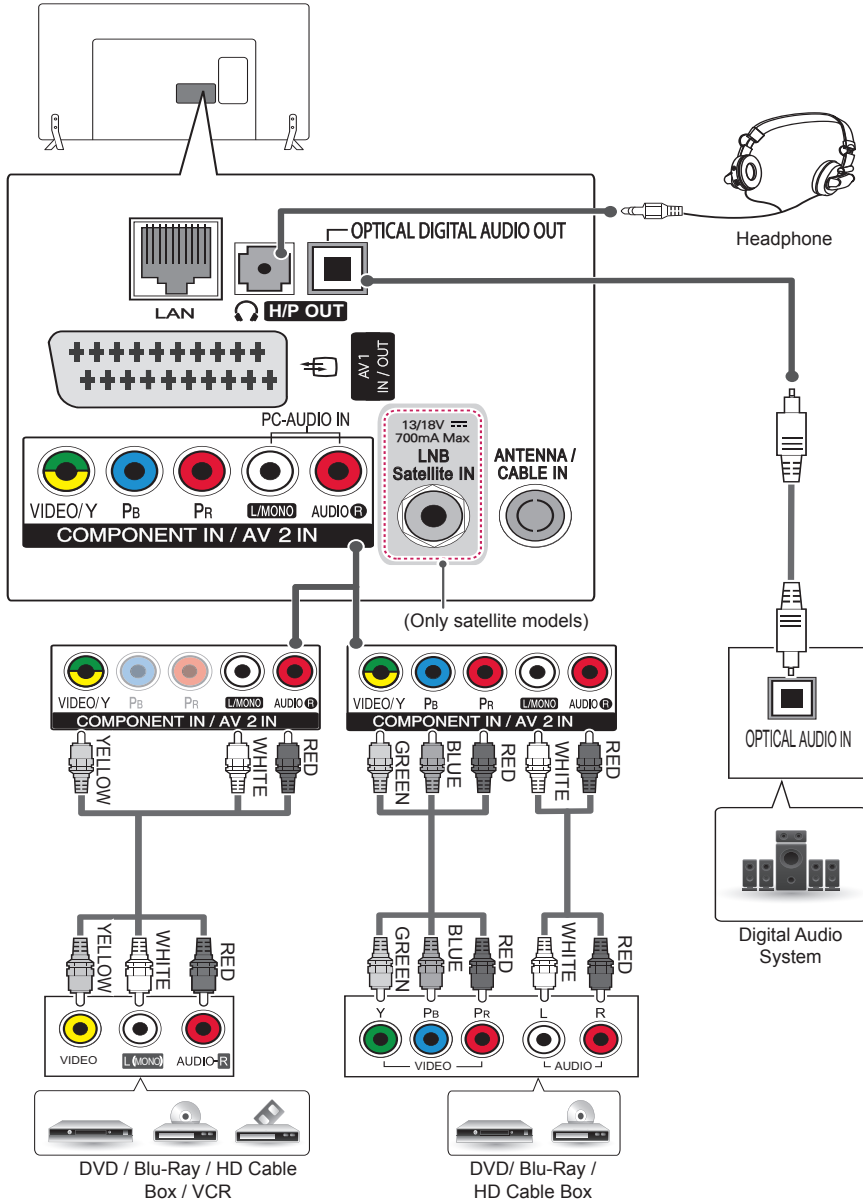 OPTICAL DIGITAL AUDIO OUT
Headphone
LAN
H/P OUT
AV 1
IN / OUT
PC-AUDIO IN
13/18V
700mA Max
LNB
Satellite IN
ANTENNA /
CABLE IN
VIDEO/ Y PB PR L/MONO AUDIO R
COMPONENT IN / AV 2 IN
(Only satellite models)
VIDEO/ Y PB PR L/MONO AUDIO R
COMPONENT IN / AV 2 IN
VIDEO/ Y PB PR L/MONO AUDIO R
COMPONENT IN / AV 2 IN
YELLOW WHITE RED
GREEN BLUE RED WHITE RED
OPTICAL AUDIO IN
Digital Audio
System
YELLOW WHITE RED
GREEN BLUE RED WHITE RED
VIDEO L (MONO) AUDIO-R
Y PB PR L R
VIDEO AUDIO
DVD / Blu-Ray / HD Cable
Box / VCR
DVD/ Blu-Ray /
HD Cable Box